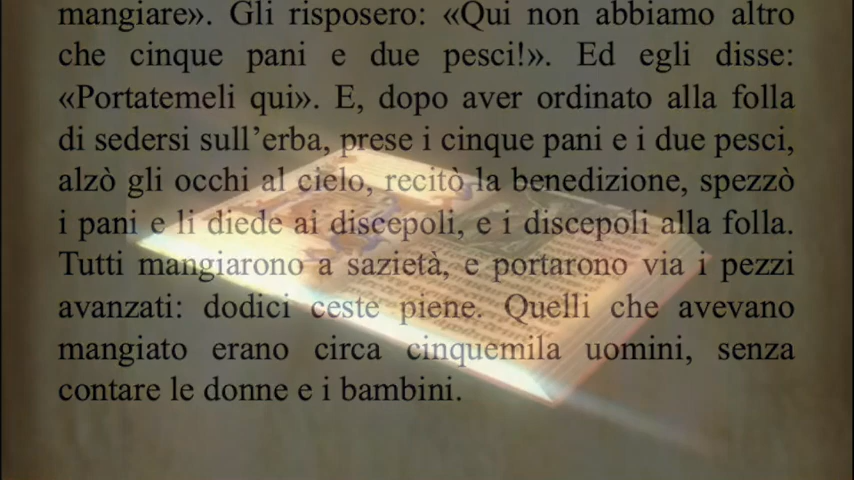 mangiare». Gli risposero: «Qui non abbiamo altro
che cinque pani e due pesci!». Ed egli disse:
«Portatemeli qui». E, dopo aver ordinato alla folla
di sedersi sull’erba, prese i cinque pani e i due pesci,
alzò gli occhi al cielo, recitò la benedizione, spezzò
i pani e li diede ai discepoli, e i discepoli alla folla.
Tutti mangiarono a sazietà, e portarono via i pezzi
avanzati: dodici ceste piene. Quelli che avevano
mangiato erano circa cinquemila uomini, senza
contare le donne e i bambini.